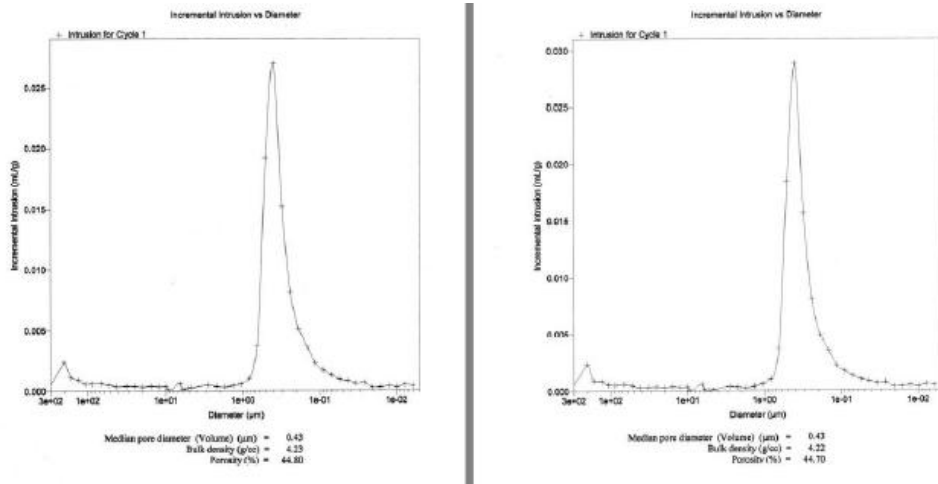 Incremental Intrusion vs Diameter
+ Intrusion for Cycle 1
Incremental Intrusion (mL/g)
0.025
0.020
0.015
0.010
0.005
0.000
3e+02 1e+02 1e+01 1e+00 1e-01 1e-02
Diameter (µm)
Median pore diameter (Volume) (µm) = 0.43
Bulk density (g/cc) = 4.23
Porosity (%) = 44.80
Incremental Intrusion vs Diameter
+ Intrusion for Cycle 1
Incremental Intrusion (mL/g)
0.030
0.025
0.020
0.015
0.010
0.005
0.000
3e+02 1e+02 1e+01 1e+00 1e-01 1e-02
Diameter (µm)
Median pore diameter (Volume) (µm) = 0.43
Bulk density (g/cc) = 4.22
Porosity (%) = 44.70